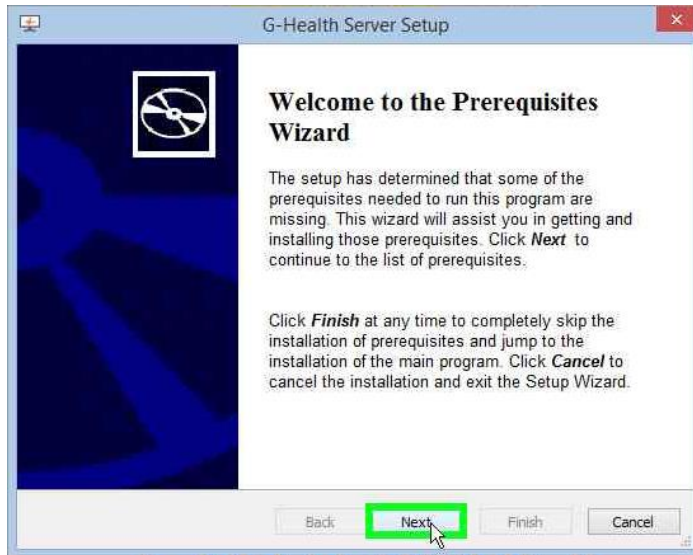 G-Health Server Setup
Welcome to the Prerequisites
Wizard
The setup has determined that some of the
prerequisites needed to run this program are
missing. This wizard will assist you in getting and
installing those prerequisites. Click Next to
continue to the list of prerequisites.
Click Finish at any time to completely skip the
installation of prerequisites and jump to the
installation of the main program. Click Cancel to
cancel the installation and exit the Setup Wizard.
Back Next Finish Cancel